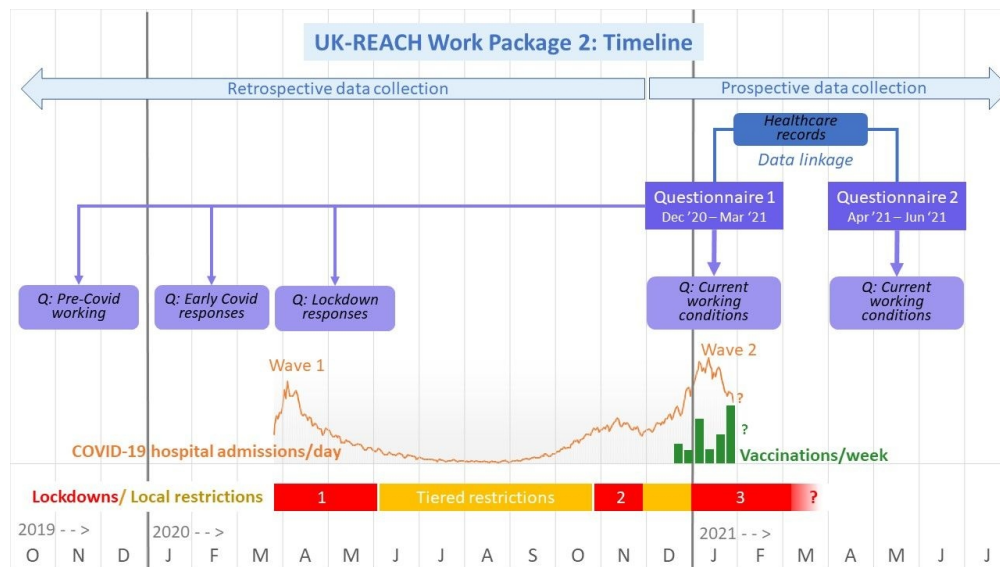 UK-REACH Work Package 2: Timeline
Retrospective data collection
Prospective data collection
Healthcare
records
Data linkage
Questionnaire 1
Dec '20 – Mar '21
Questionnaire 2
Apr '21 – Jun '21
Q: Pre-Covid
working
Q: Early Covid
responses
Q: Lockdown
responses
Q: Current
working
conditions
Q: Current
working
conditions
Wave 1
Wave 2
?
?
COVID-19 hospital admissions/day
Vaccinations/week
Lockdowns/ Local restrictions
1
Tiered restrictions
2
3
?
2019 - - >
2020 - - >
2021 - - >
O N D J F M A M J J A S O N D J F M A M J J